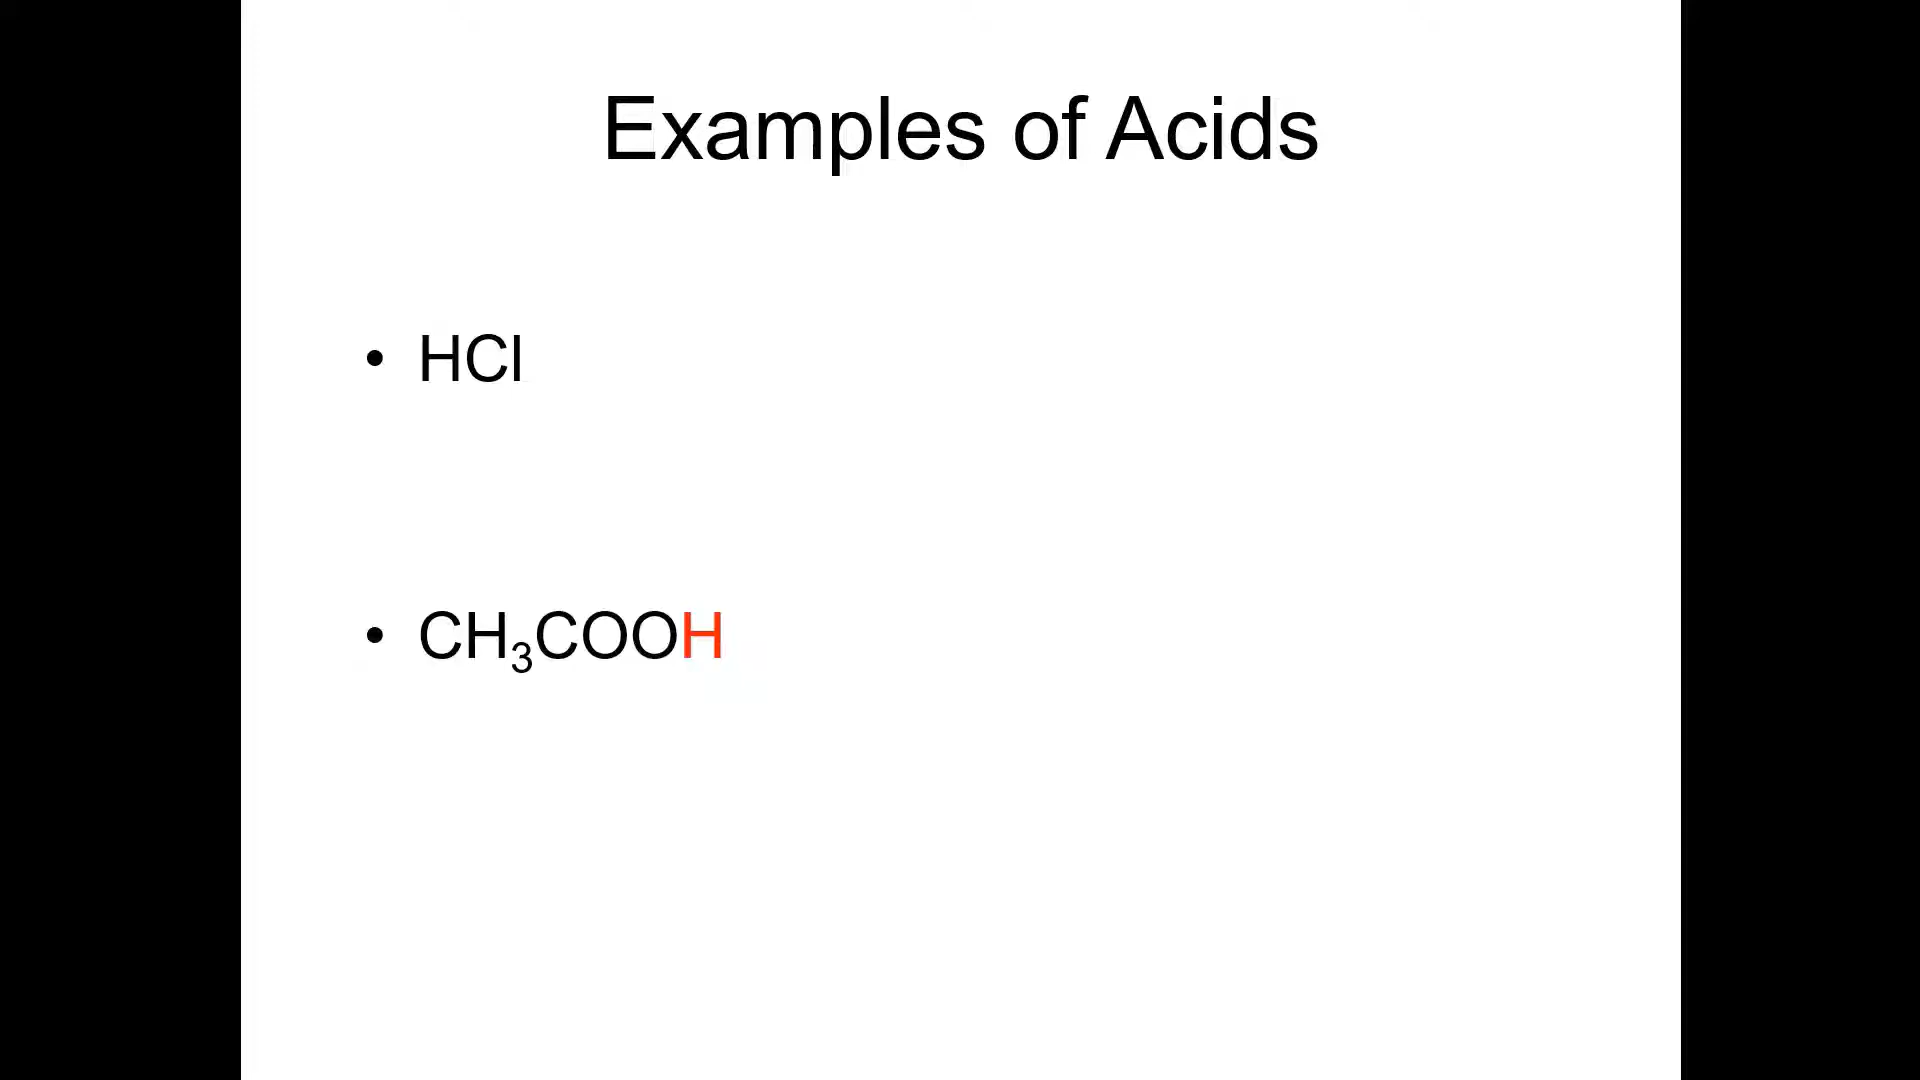 Examples of Acids
• HCl
• CH₃COOH